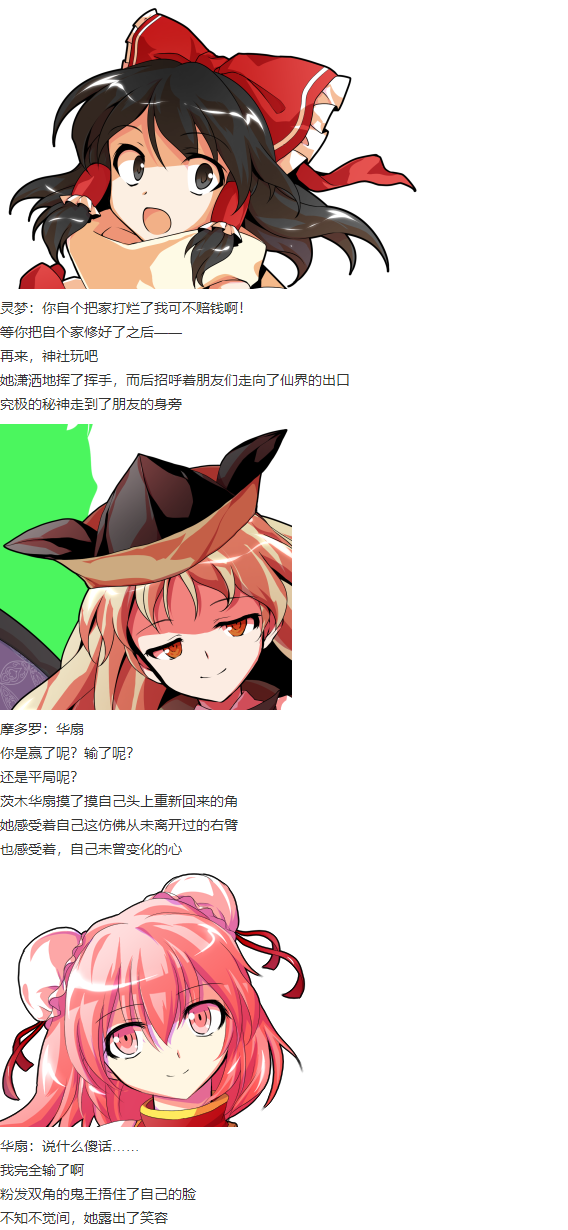 灵梦：你自个把家打烂了我可不赔钱啊！
等你把自个家修好了之后——
再来，神社玩吧
她潇洒地挥了挥手，而后招呼着朋友们走向了仙界的出口
究极的秘神走到了朋友的身旁
摩多罗：华扇
你是赢了呢？输了呢？
还是平局呢？
茨木华扇摸了摸自己头上重新回来的角
她感受着自己这仿佛从未离开过的右臂
也感受着，自己未曾变化的心
华扇：说什么傻话……
我完全输了啊
粉发双角的鬼王捂住了自己的脸
不知不觉间，她露出了笑容